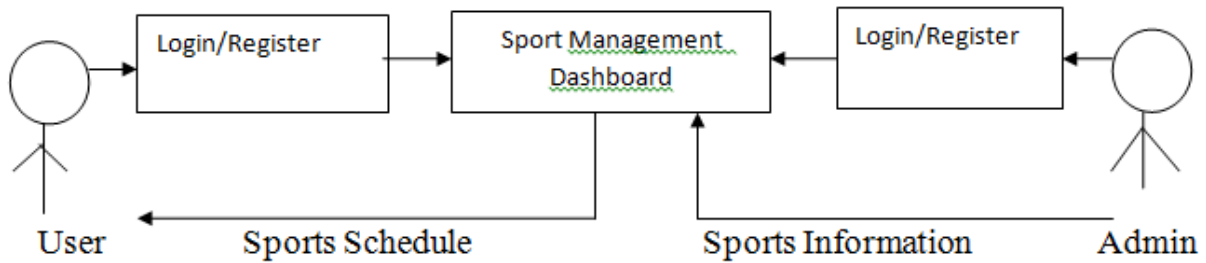 Login/Register
Sport Management
Dashboard
Login/Register
User
Sports Schedule
Sports Information
Admin